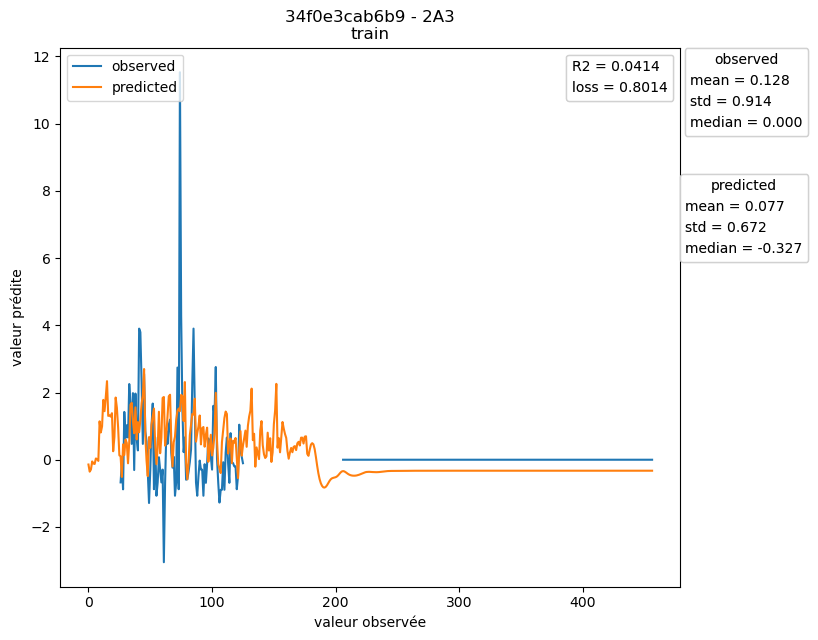 34f0e3cab6b9 - 2A3
train
observed
predicted
R2 = 0.0414
loss = 0.8014
observed
mean = 0.128
std = 0.914
median = 0.000
predicted
mean = 0.077
std = 0.672
median = -0.327
12
10
8
6
4
2
0
−2
valeur prédite
0
100
200
300
400
valeur observée